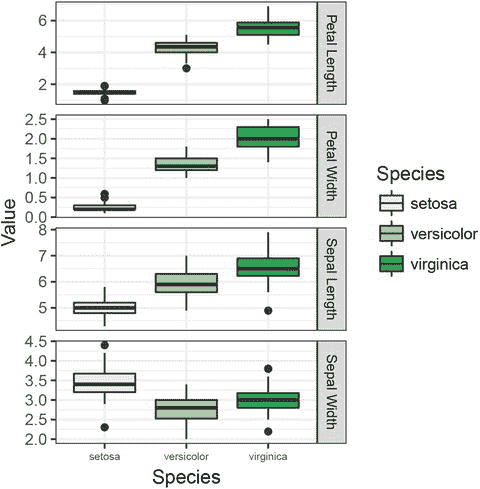 Value
6
4
2
Petal Length
2.5
2.0
1.5
1.0
0.5
0.0
Petal Width
8
7
6
5
Sepal Length
4.5
4.0
3.5
3.0
2.5
2.0
Sepal Width
setosa versicolor virginica
Species
Species
setosa
versicolor
virginica